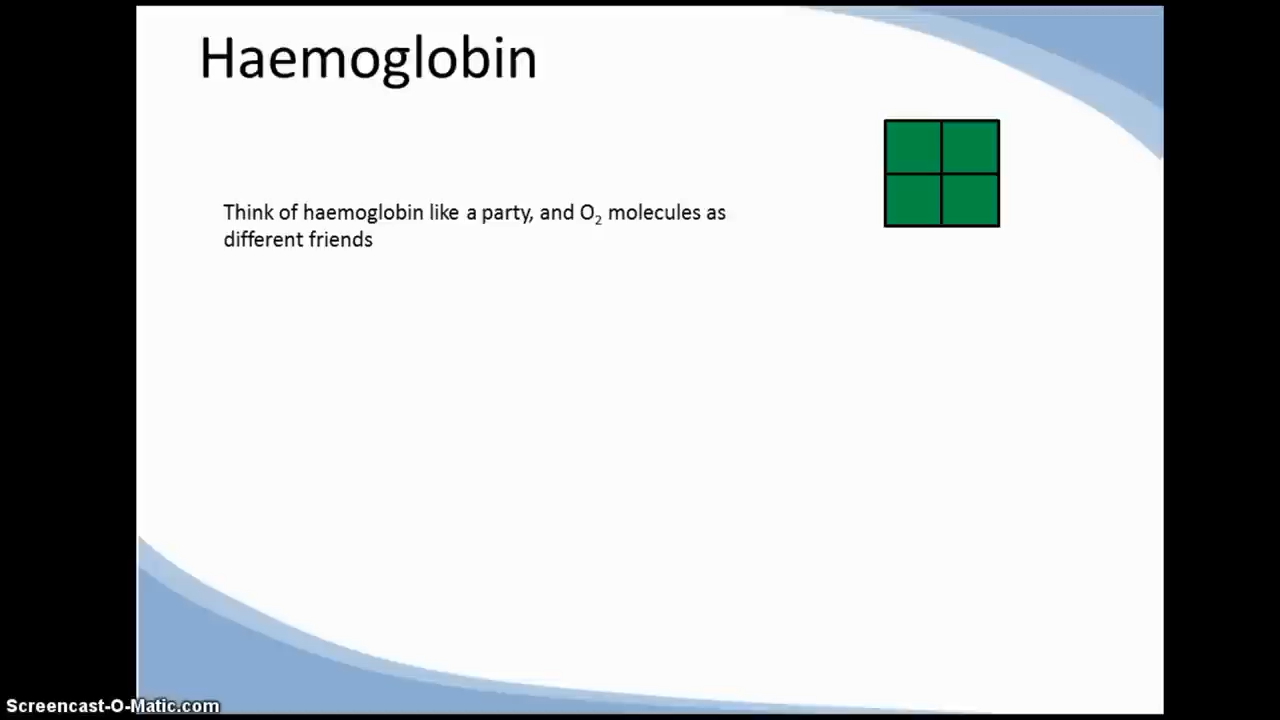 Haemoglobin
Think of haemoglobin like a party, and O₂ molecules as
different friends
Screencast-O-Matic.com